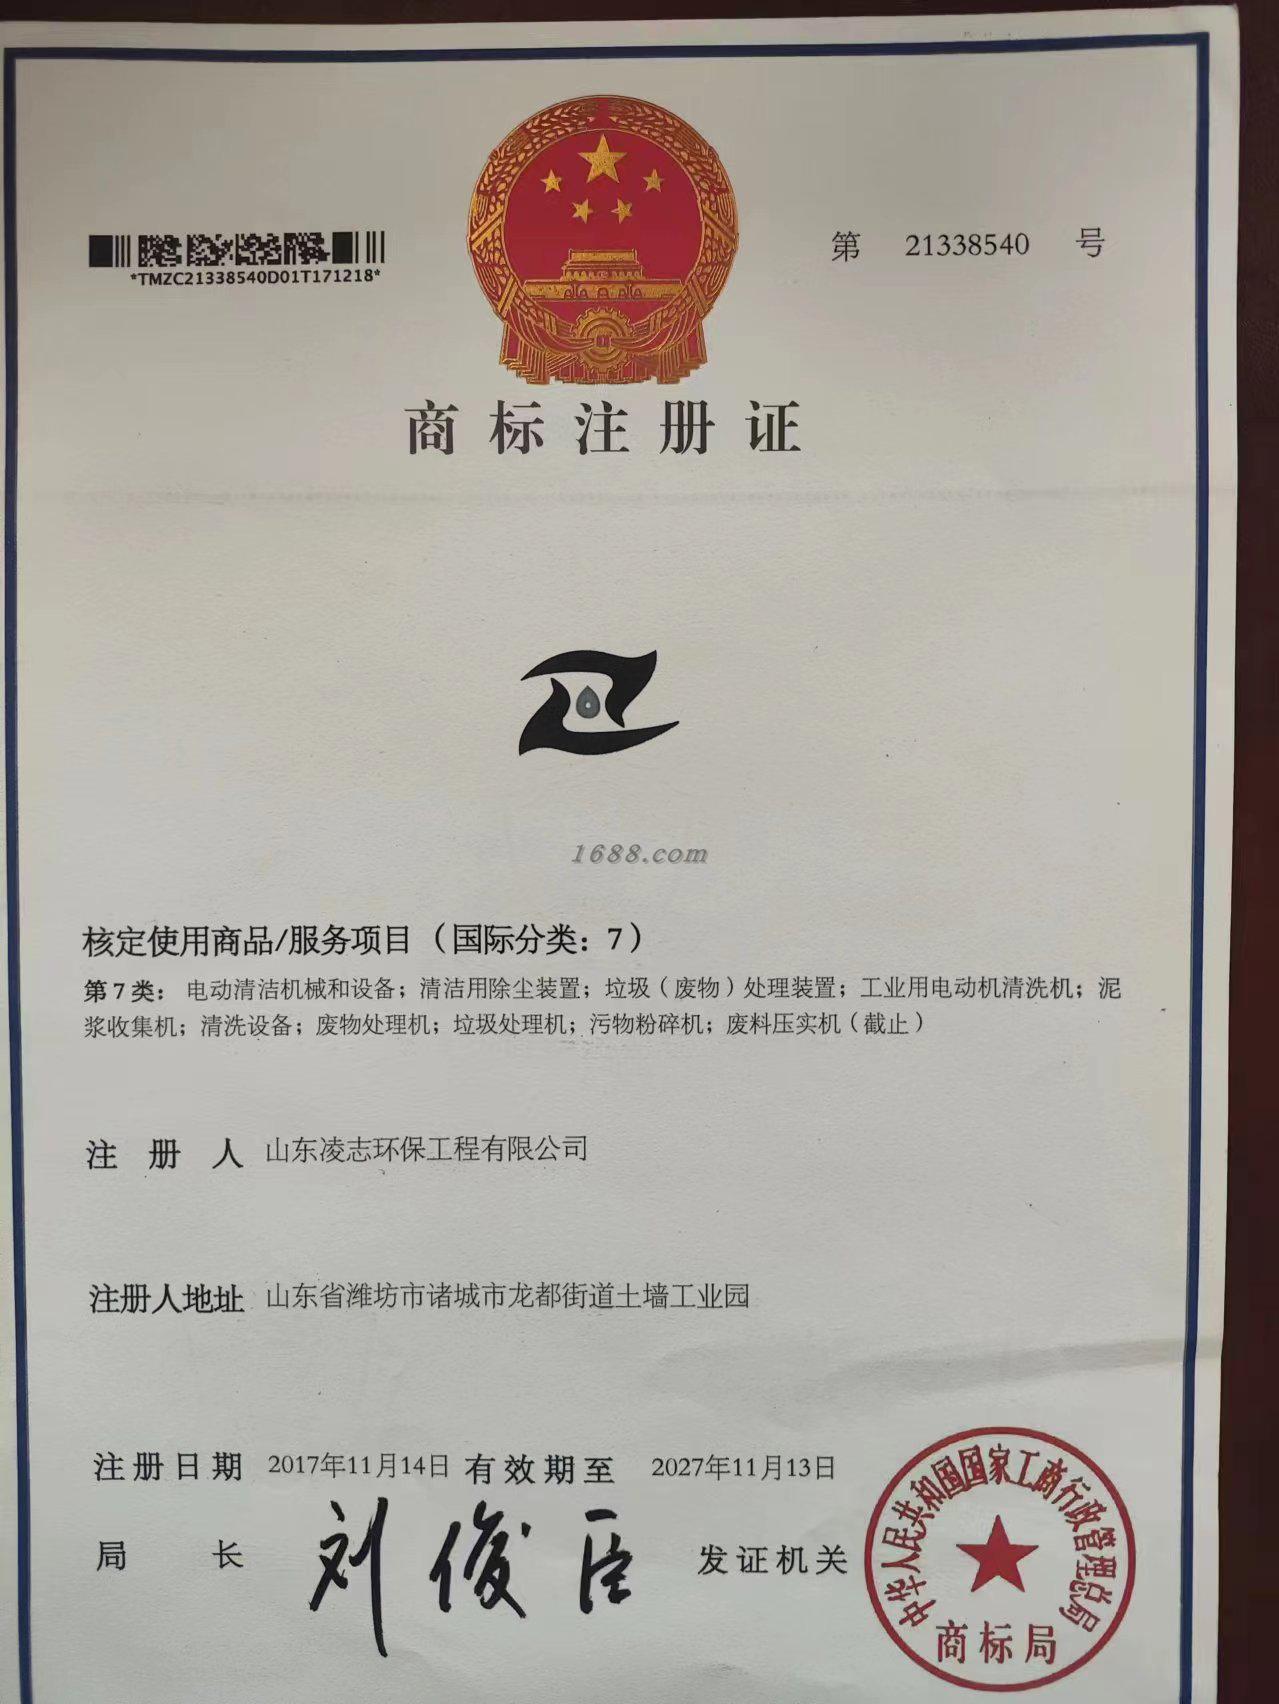 *TMZC21338540D01T171218*
第 21338540 号
商标注册证
1688.com
核定使用商品/服务项目（国际分类：7）
第7类：电动清洁机械和设备；清洁用除尘装置；垃圾（废物）处理装置；工业用电动机清洗机；泥
浆收集机；清洗设备；废物处理机；垃圾处理机；污物粉碎机；废料压实机（截止）
注册人 山东凌志环保工程有限公司
注册人地址 山东省潍坊市诸城市龙都街道土墙工业园
注册日期 2017年11月14日 有效期至 2027年11月13日
局长 刘俊臣 发证机关
中华人民共和国国家工商行政管理总局
商标局